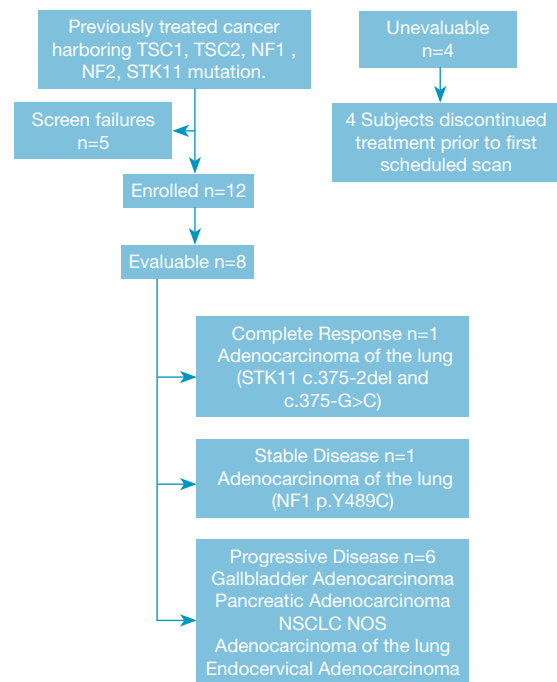 Previously treated cancer
harboring TSC1, TSC2, NF1 ,
NF2, STK11 mutation.
Screen failures
n=5
Enrolled n=12
Evaluable n=8
Unevaluable
n=4
4 Subjects discontinued
treatment prior to first
scheduled scan
Complete Response n=1
Adenocarcinoma of the lung
(STK11 c.375-2del and
c.375-G>C)
Stable Disease n=1
Adenocarcinoma of the lung
(NF1 p.Y489C)
Progressive Disease n=6
Gallbladder Adenocarcinoma
Pancreatic Adenocarcinoma
NSCLC NOS
Adenocarcinoma of the lung
Endocervical Adenocarcinoma